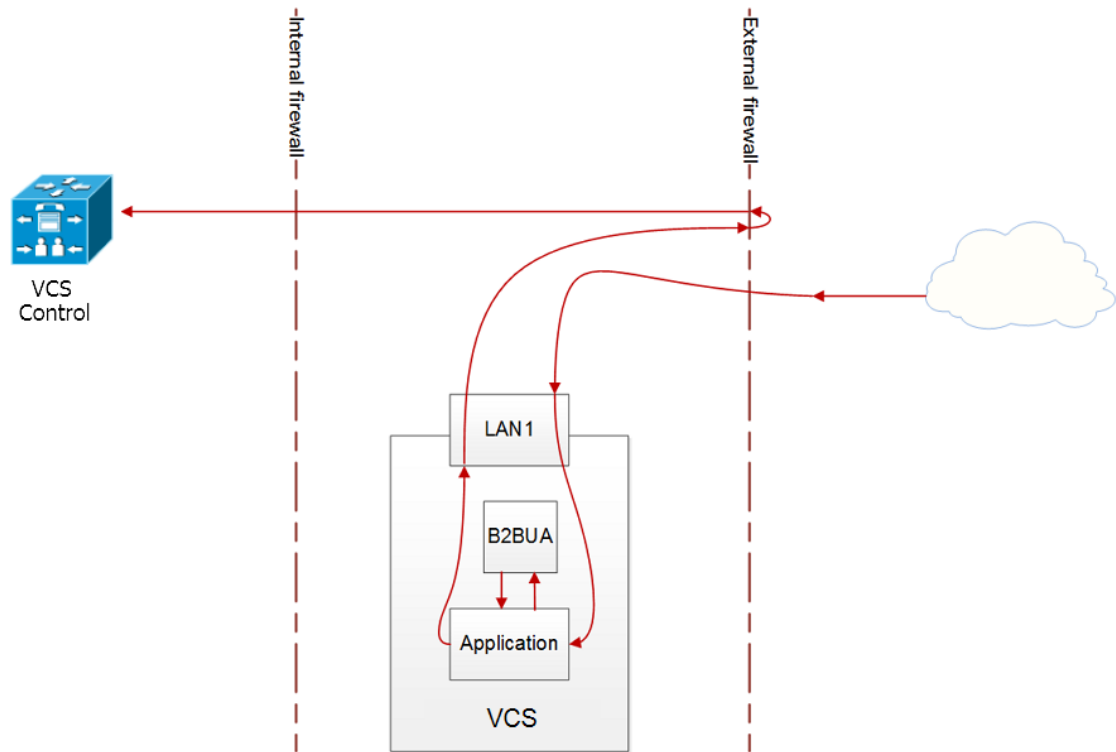 Internal firewall
External firewall
VCS
Control
LAN1
B2BUA
Application
VCS